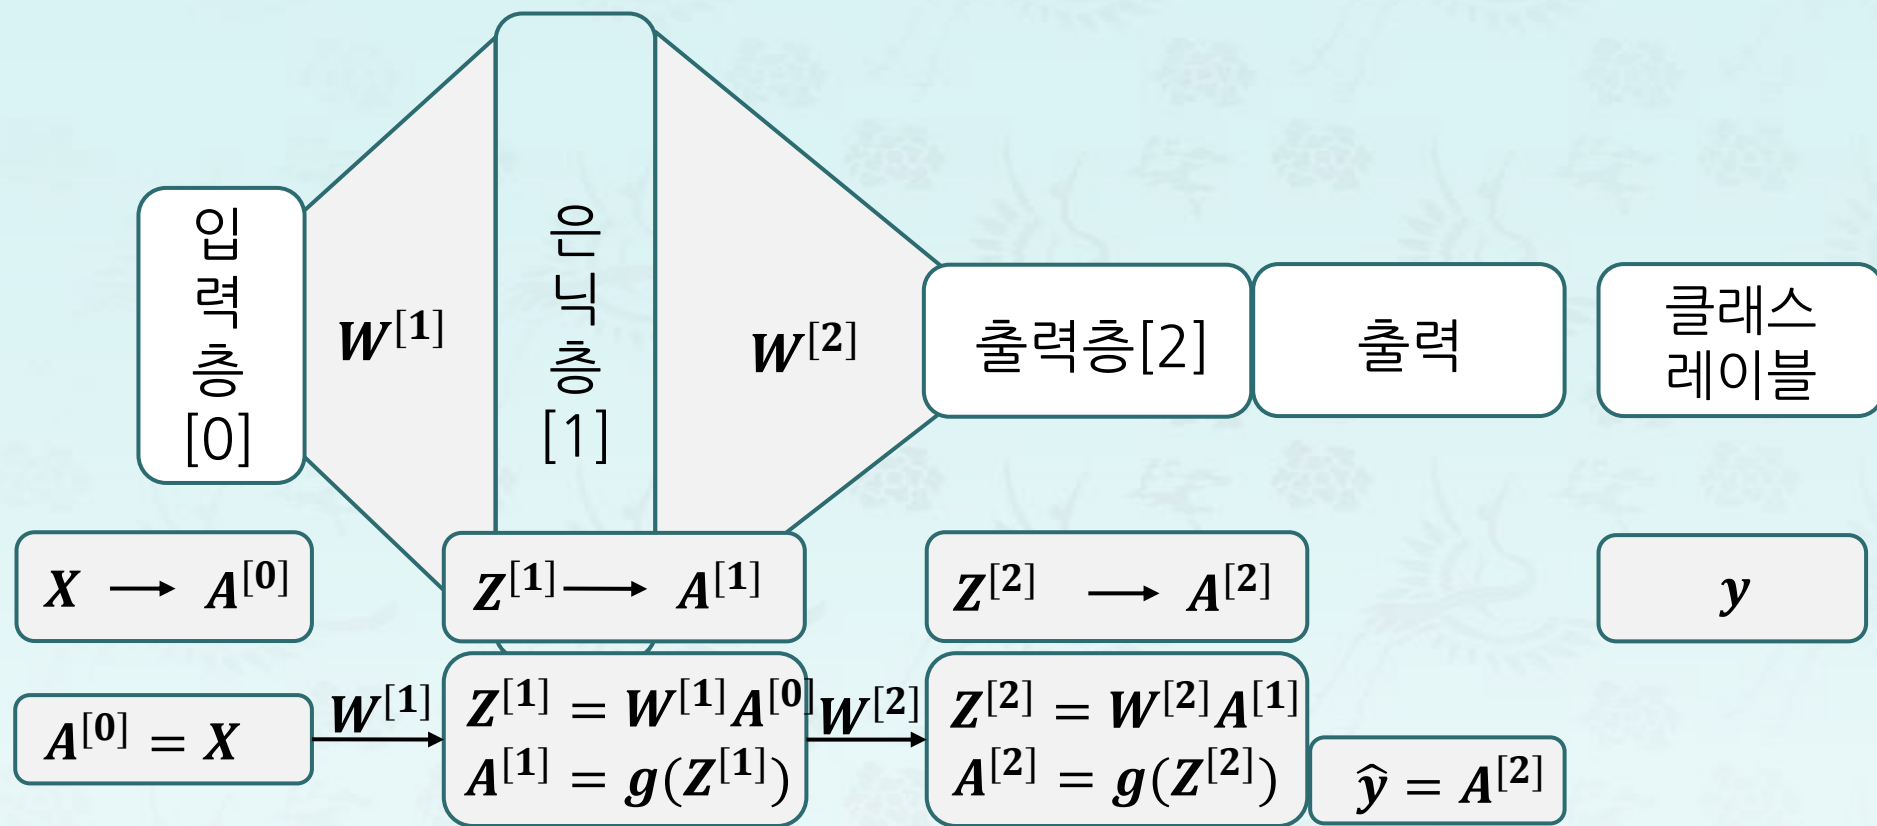 입
력
층
[0]
W^[1]
은
닉
층
[1]
W^[2]
출력층[2]
출력
클래스
레이블
X → A^[0]
Z^[1] → A^[1]
Z^[2] → A^[2]
y
A^[0] = X
W^[1]
Z^[1] = W^[1]A^[0]
A^[1] = g(Z^[1])
W^[2]
Z^[2] = W^[2]A^[1]
A^[2] = g(Z^[2])
ŷ = A^[2]